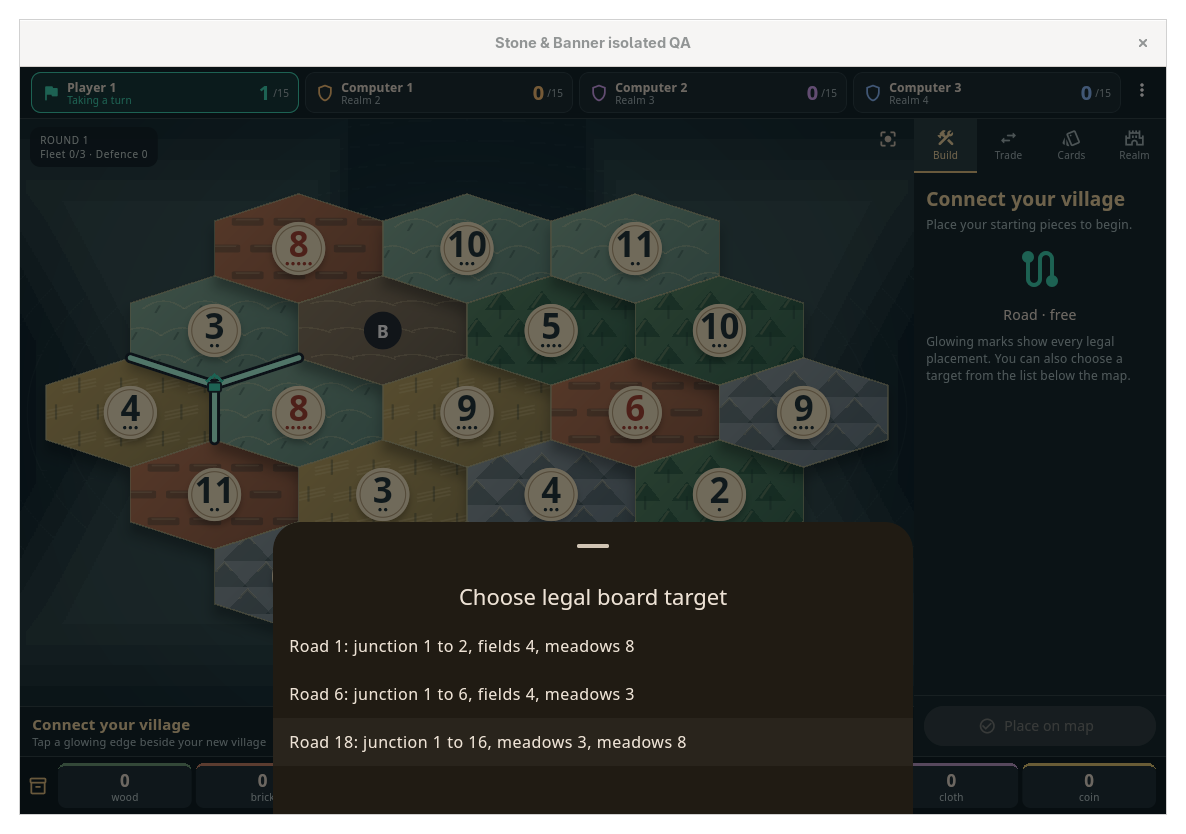 Stone & Banner isolated QA
Player 1
Taking a turn
1 /15
Computer 1
Realm 2
0 /15
Computer 2
Realm 3
0 /15
Computer 3
Realm 4
0 /15
ROUND 1
Fleet 0/3 · Defence 0
Build
Trade
Cards
Realm
Connect your village
Place your starting pieces to begin.
Road · free
Glowing marks show every legal
placement. You can also choose a
target from the list below the map.
8
10
11
3
B
5
10
4
8
9
6
9
11
3
4
2
Choose legal board target
Road 1: junction 1 to 2, fields 4, meadows 8
Road 6: junction 1 to 6, fields 4, meadows 3
Road 18: junction 1 to 16, meadows 3, meadows 8
Connect your village
Tap a glowing edge beside your new village
Place on map
0
wood
0
brick
0
cloth
0
coin